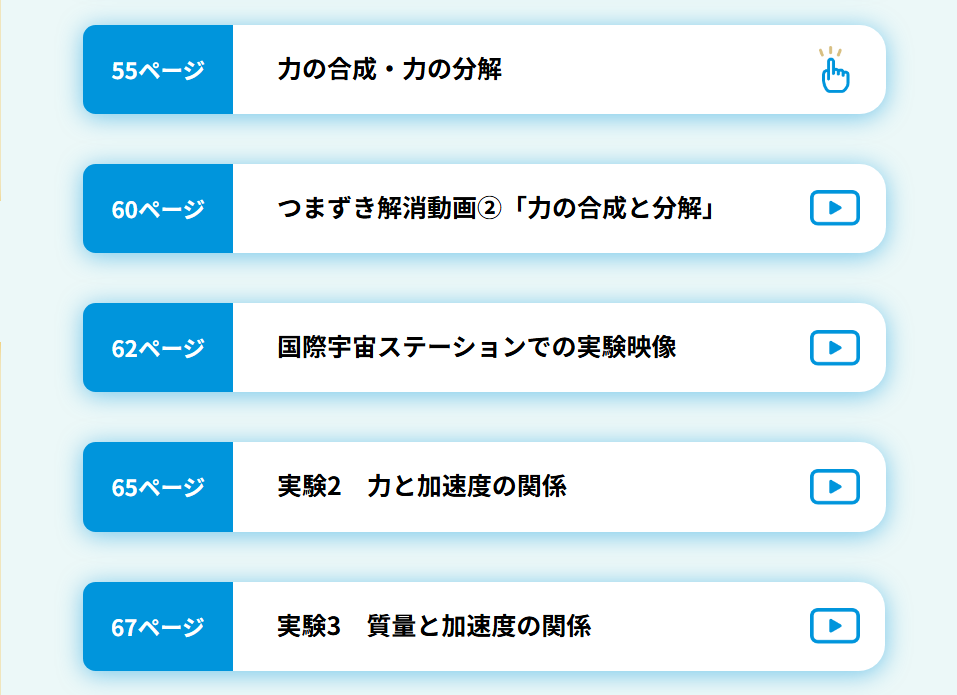 55ページ 力の合成・力の分解
60ページ つまずき解消動画②「力の合成と分解」
62ページ 国際宇宙ステーションでの実験映像
65ページ 実験2　力と加速度の関係
67ページ 実験3　質量と加速度の関係